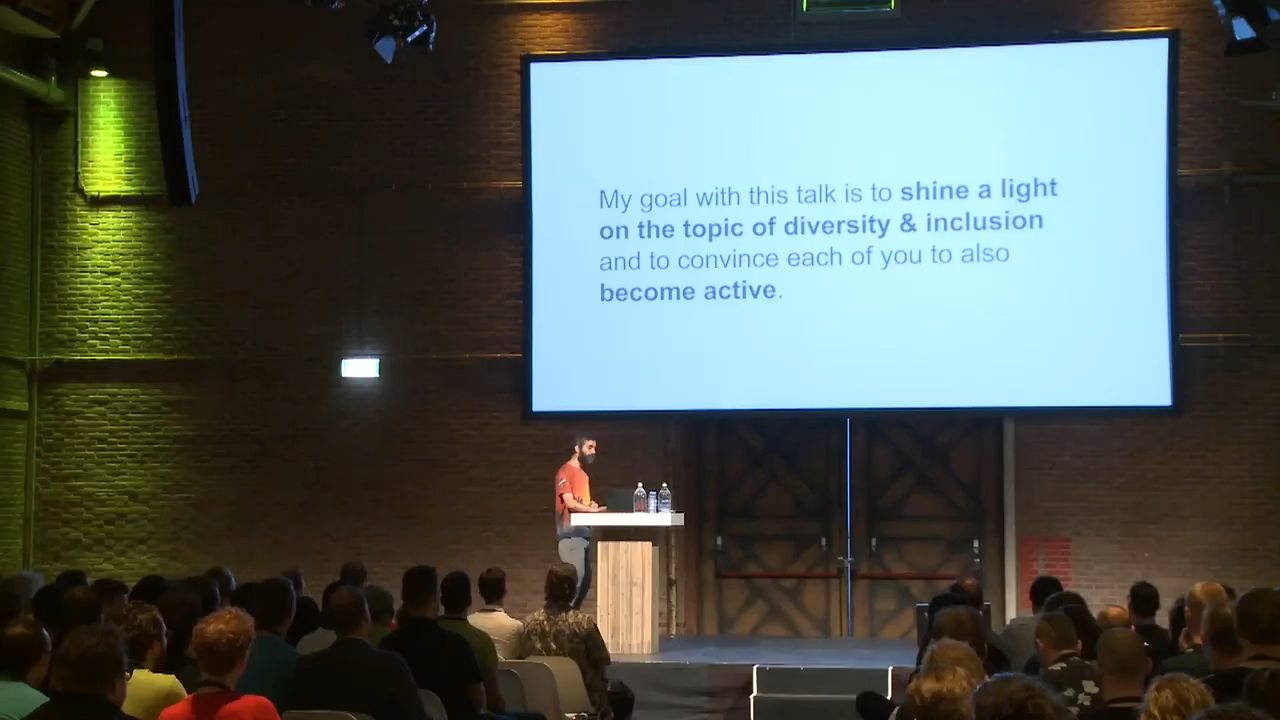 My goal with this talk is to shine a light
on the topic of diversity & inclusion
and to convince each of you to also
become active.